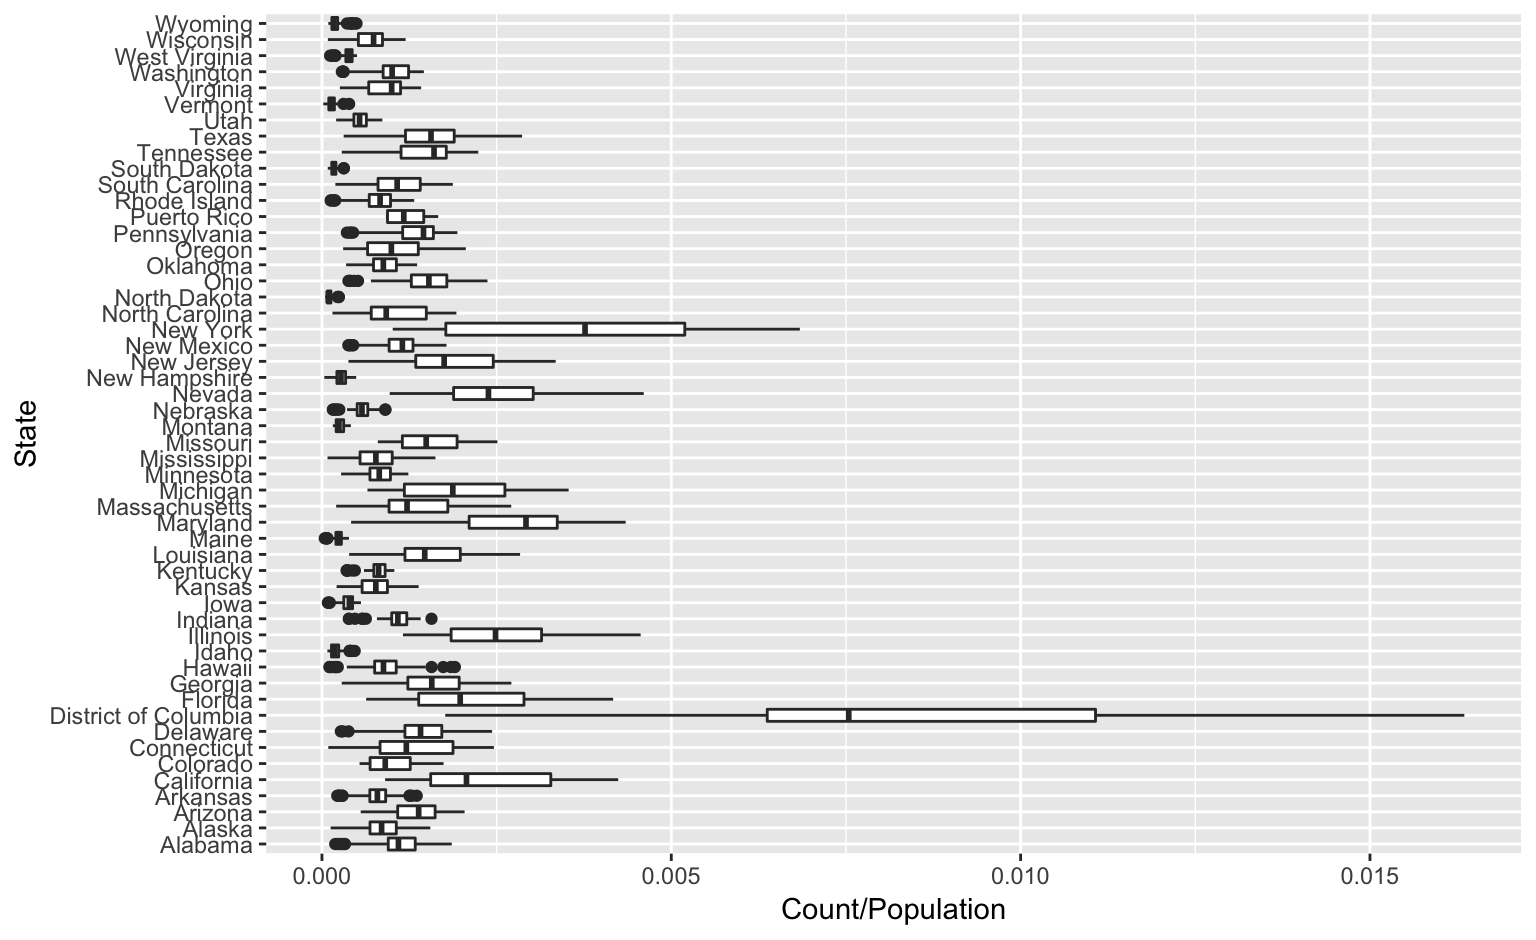 Wyoming
Wisconsin
West Virginia
Washington
Virginia
Vermont
Utah
Texas
Tennessee
South Dakota
South Carolina
Rhode Island
Puerto Rico
Pennsylvania
Oregon
Oklahoma
Ohio
North Dakota
North Carolina
New York
New Mexico
New Jersey
New Hampshire
Nevada
Nebraska
Montana
Missouri
Mississippi
Minnesota
Michigan
Massachusetts
Maryland
Maine
Louisiana
Kentucky
Kansas
Iowa
Indiana
Illinois
Idaho
Hawaii
Georgia
Florida
District of Columbia
Delaware
Connecticut
Colorado
California
Arkansas
Arizona
Alaska
Alabama
State
0.000
0.005
0.010
0.015
Count/Population